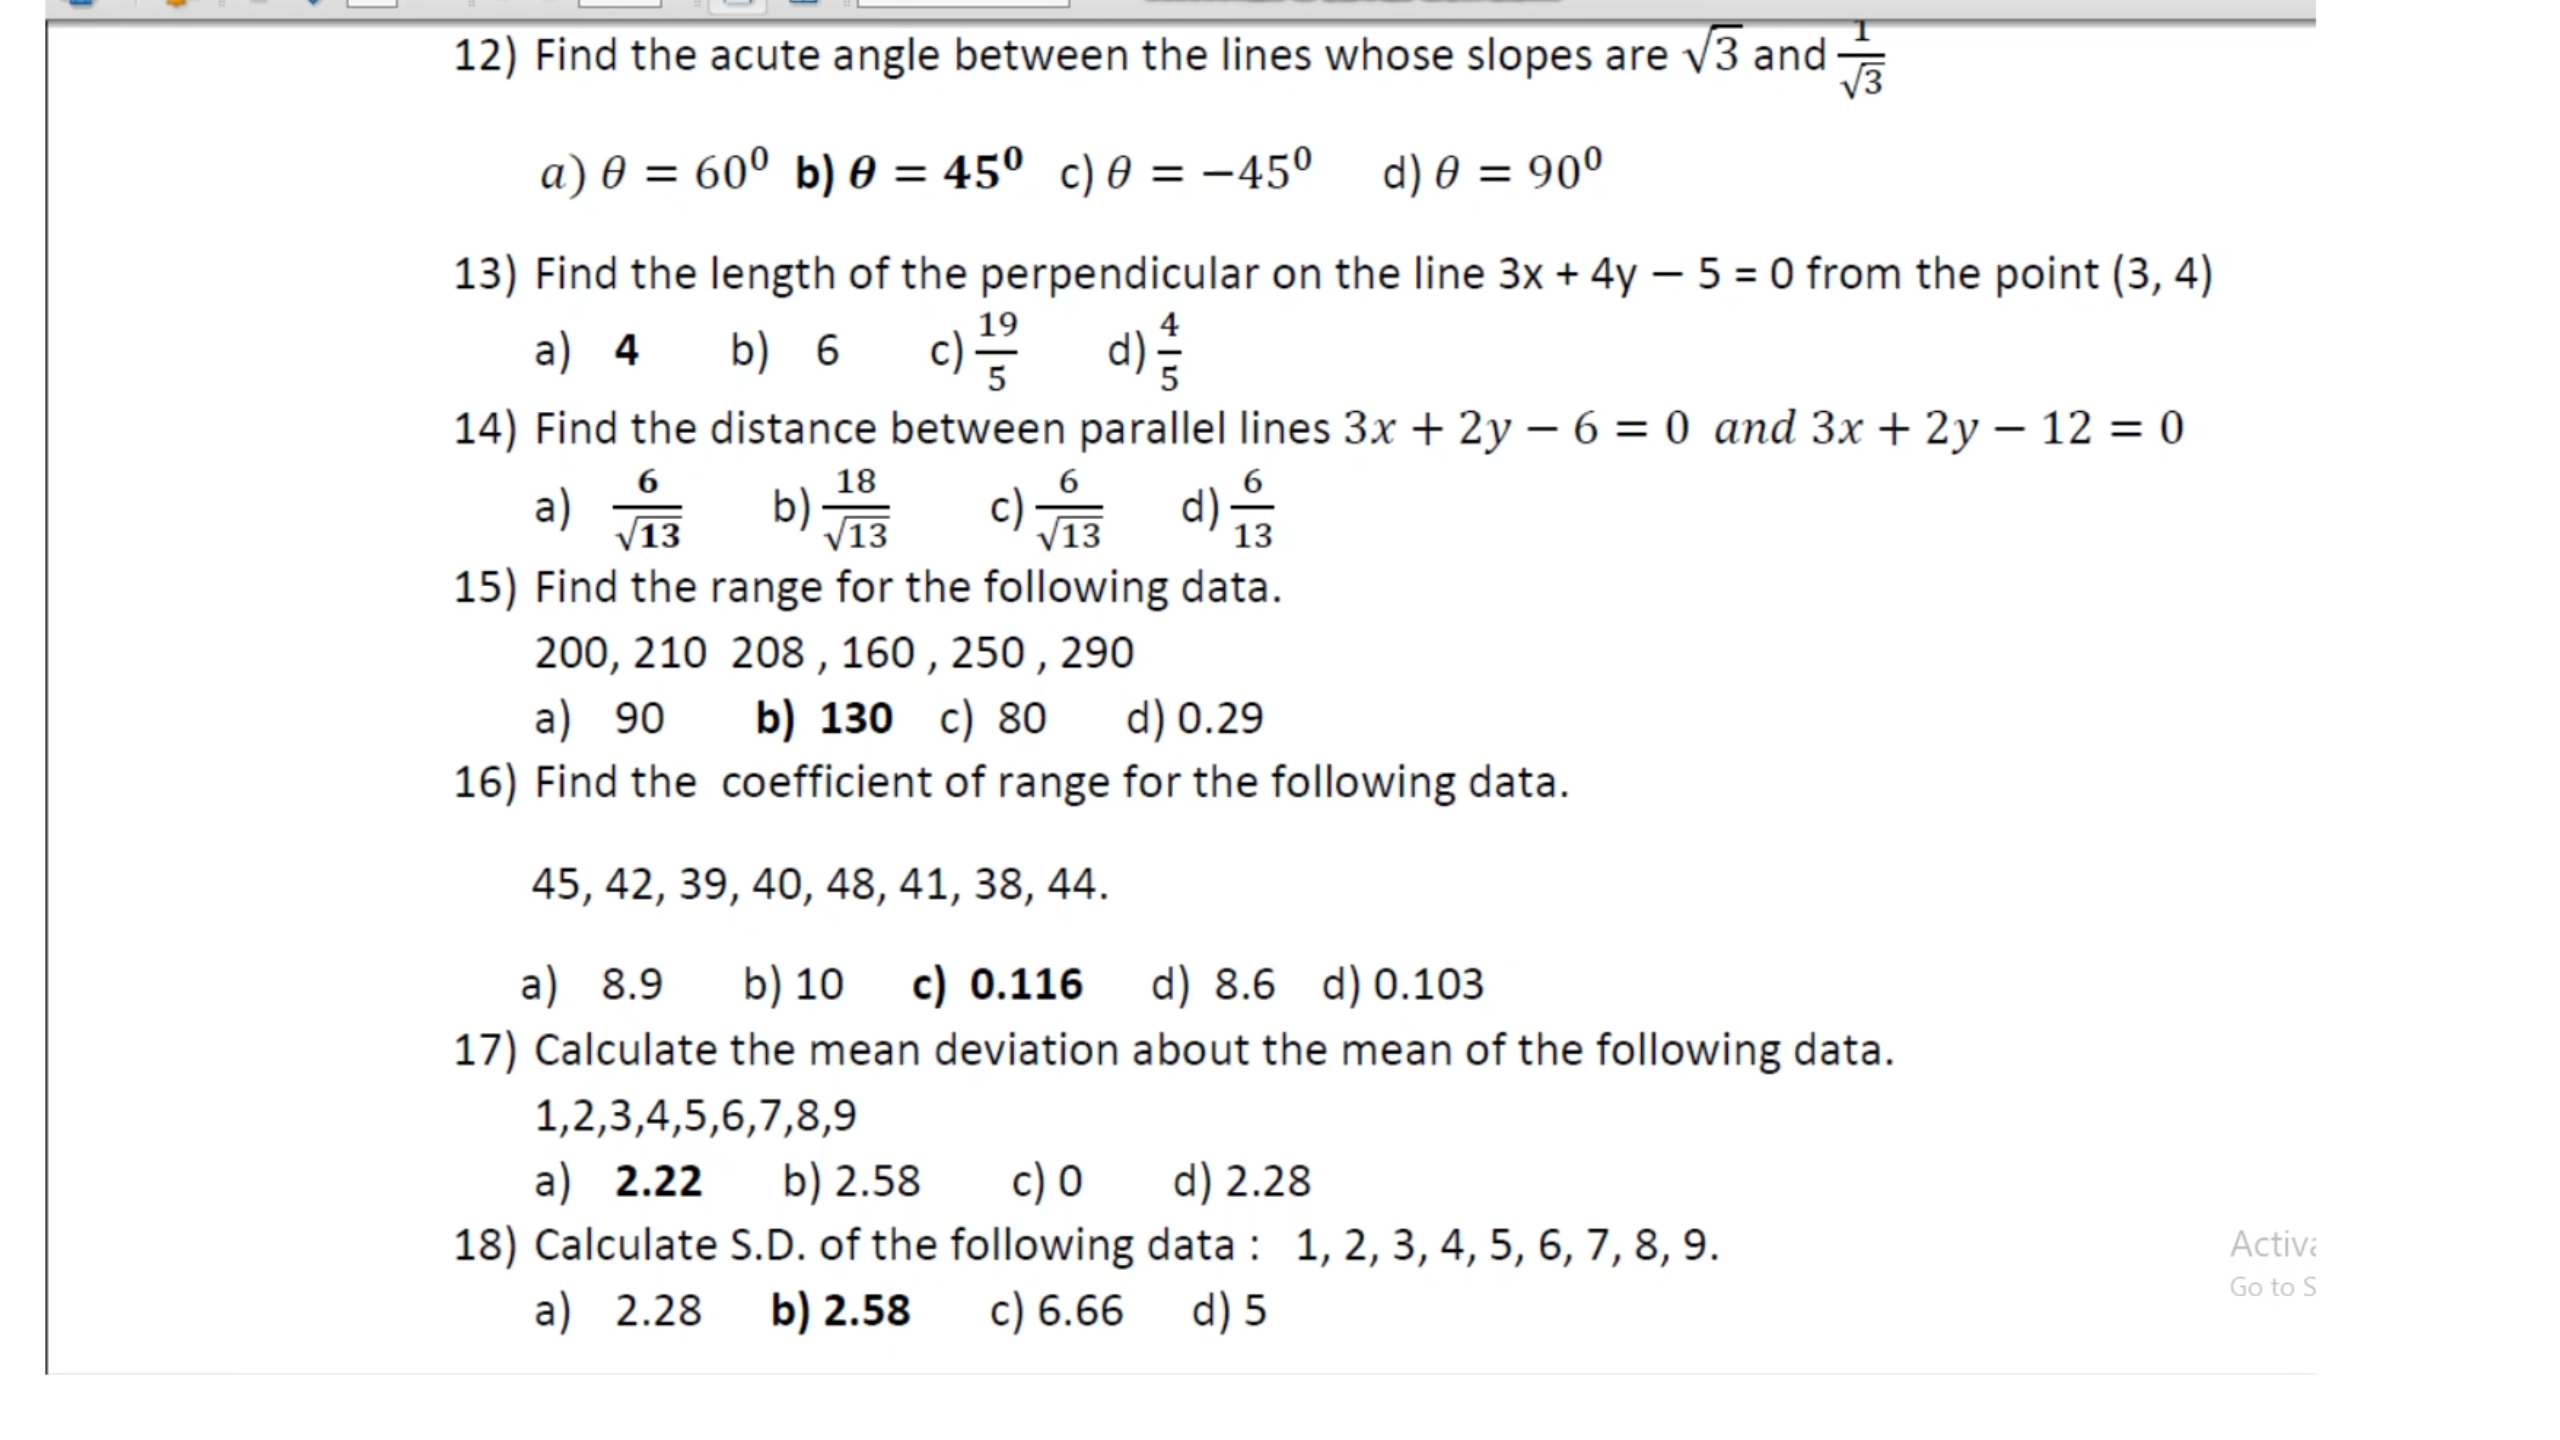 12) Find the acute angle between the lines whose slopes are √3 and 1/√3
a) θ = 60⁰ b) θ = 45⁰ c) θ = −45⁰ d) θ = 90⁰
13) Find the length of the perpendicular on the line 3x + 4y – 5 = 0 from the point (3, 4)
a) 4 b) 6 c) 19/5 d) 4/5
14) Find the distance between parallel lines 3x + 2y − 6 = 0 and 3x + 2y − 12 = 0
a) 6/√13 b) 18/√13 c) 6/√13 d) 6/13
15) Find the range for the following data.
200, 210 208 , 160 , 250 , 290
a) 90 b) 130 c) 80 d) 0.29
16) Find the coefficient of range for the following data.
45, 42, 39, 40, 48, 41, 38, 44.
a) 8.9 b) 10 c) 0.116 d) 8.6 d) 0.103
17) Calculate the mean deviation about the mean of the following data.
1,2,3,4,5,6,7,8,9
a) 2.22 b) 2.58 c) 0 d) 2.28
18) Calculate S.D. of the following data : 1, 2, 3, 4, 5, 6, 7, 8, 9.
a) 2.28 b) 2.58 c) 6.66 d) 5
Go to S